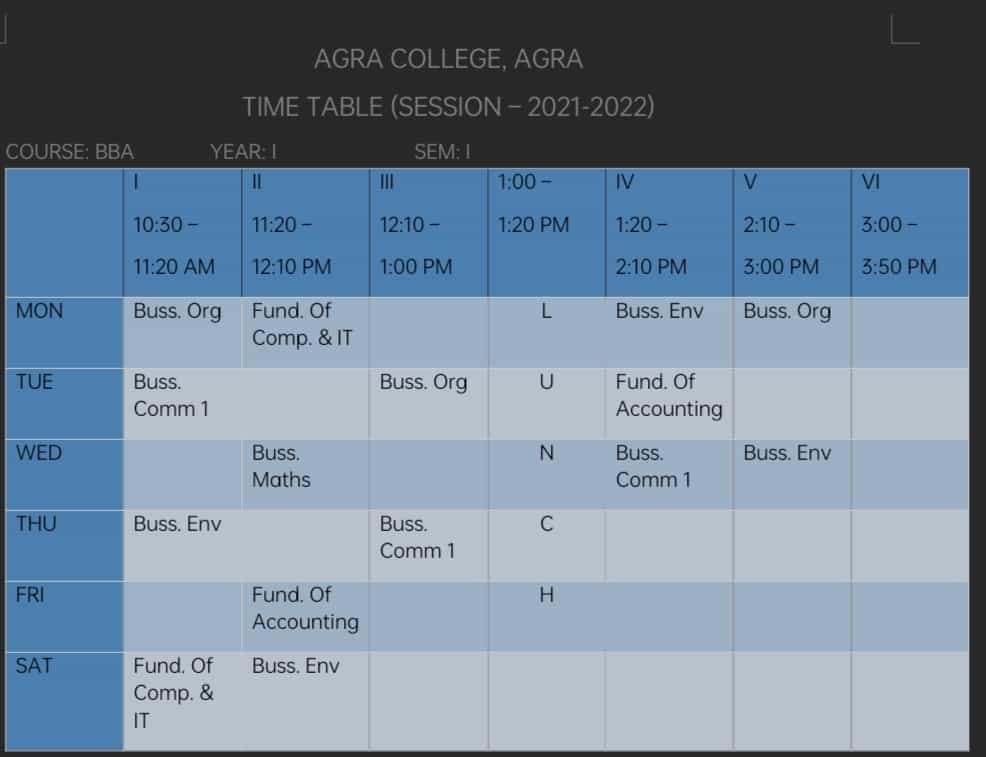 AGRA COLLEGE, AGRA
TIME TABLE (SESSION – 2021-2022)
COURSE: BBA YEAR: I SEM: I
I II III 1:00 – IV V VI
10:30 – 11:20 – 12:10 – 1:20 PM 1:20 – 2:10 – 3:00 –
11:20 AM 12:10 PM 1:00 PM 2:10 PM 3:00 PM 3:50 PM
MON Buss. Org Fund. Of L Buss. Env Buss. Org
Comp. & IT
TUE Buss. Buss. Org U Fund. Of
Comm 1 Accounting
WED Buss. N Buss. Buss. Env
Maths Comm 1
THU Buss. Env Buss. C
Comm 1
FRI Fund. Of H
Accounting
SAT Fund. Of Buss. Env
Comp. &
IT